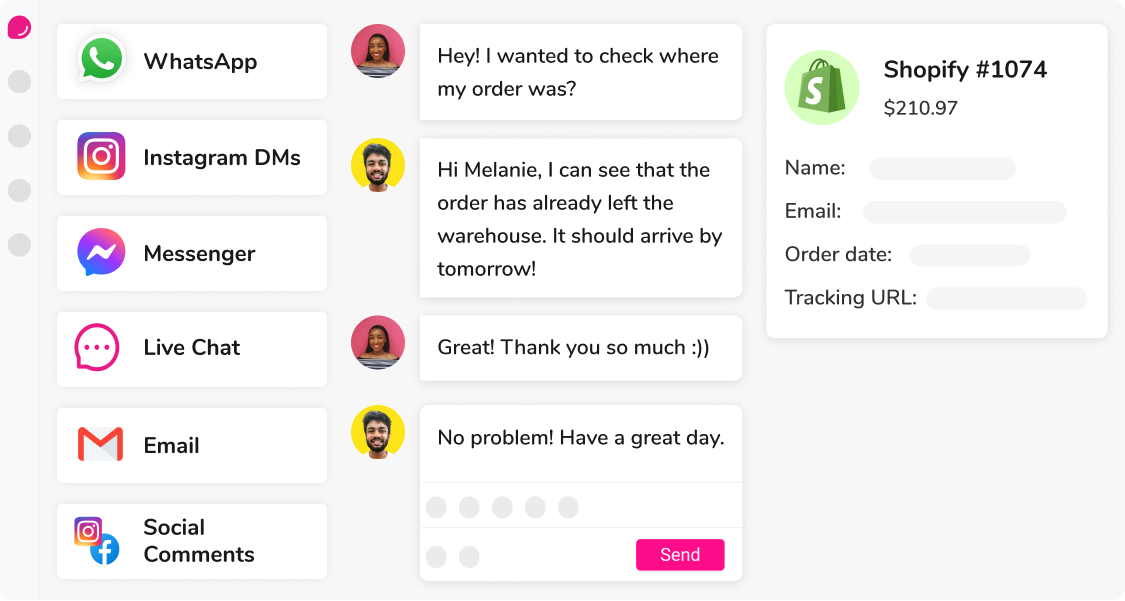 WhatsApp
Instagram DMs
Messenger
Live Chat
Email
Social
Comments
Hey! I wanted to check where
my order was?
Hi Melanie, I can see that the
order has already left the
warehouse. It should arrive by
tomorrow!
Great! Thank you so much :))
No problem! Have a great day.
Send
Shopify #1074
$210.97
Name:
Email:
Order date:
Tracking URL: